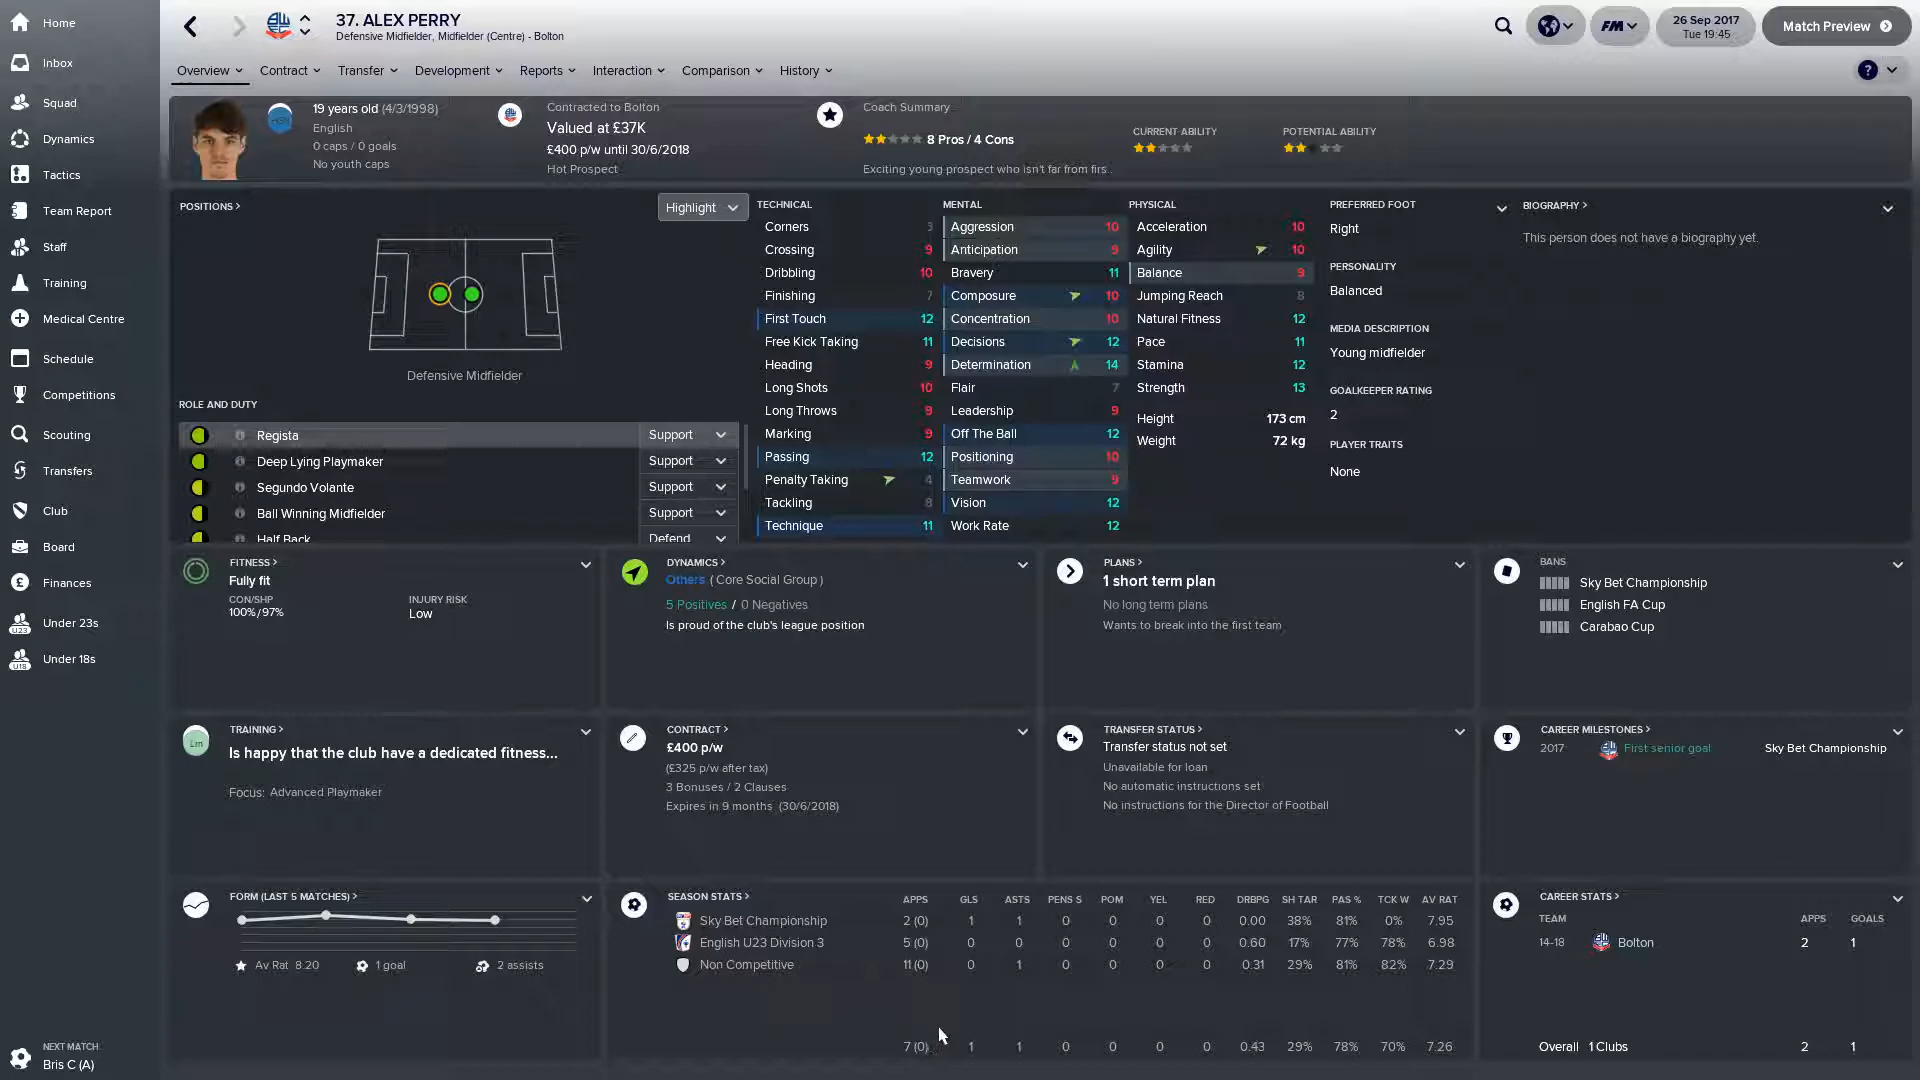 Home
Inbox
Squad
Dynamics
Tactics
Team Report
Staff
Training
Medical Centre
Schedule
Competitions
Scouting
Transfers
Club
Board
Finances
Under 23s
Under 18s
NEXT MATCH
Bris C (A)
37. ALEX PERRY
Defensive Midfielder, Midfielder (Centre) - Bolton
FM
26 Sep 2017
Tue 19:45
Match Preview
Overview Contract Transfer Development Reports Interaction Comparison History
?
19 years old (4/3/1998)
English
0 caps / 0 goals
No youth caps
Contracted to Bolton
Valued at £37K
£400 p/w until 30/6/2018
Hot Prospect
Coach Summary
8 Pros / 4 Cons
Exciting young prospect who isn't far from firs..
CURRENT ABILITY
POTENTIAL ABILITY
POSITIONS >
Highlight
Defensive Midfielder
ROLE AND DUTY
Regista Support
Deep Lying Playmaker Support
Segundo Volante Support
Ball Winning Midfielder Support
Half Back Defend
TECHNICAL
Corners 3
Crossing 9
Dribbling 10
Finishing 7
First Touch 12
Free Kick Taking 11
Heading 9
Long Shots 10
Long Throws 9
Marking 9
Passing 12
Penalty Taking 4
Tackling 8
Technique 11
MENTAL
Aggression 10
Anticipation 9
Bravery 11
Composure 10
Concentration 10
Decisions 12
Determination 14
Flair 7
Leadership 9
Off The Ball 12
Positioning 10
Teamwork 9
Vision 12
Work Rate 12
PHYSICAL
Acceleration 10
Agility 10
Balance 9
Jumping Reach 8
Natural Fitness 12
Pace 11
Stamina 12
Strength 13
Height 173 cm
Weight 72 kg
PREFERRED FOOT
Right
PERSONALITY
Balanced
MEDIA DESCRIPTION
Young midfielder
GOALKEEPER RATING
2
PLAYER TRAITS
None
BIOGRAPHY >
This person does not have a biography yet.
FITNESS >
Fully fit
CON/SHP
100%/97%
INJURY RISK
Low
DYNAMICS >
Others ( Core Social Group )
5 Positives / 0 Negatives
Is proud of the club's league position
PLANS >
1 short term plan
No long term plans
Wants to break into the first team
BANS
Sky Bet Championship
English FA Cup
Carabao Cup
TRAINING >
Is happy that the club have a dedicated fitness...
Focus: Advanced Playmaker
CONTRACT >
£400 p/w
(£325 p/w after tax)
3 Bonuses / 2 Clauses
Expires in 9 months (30/6/2018)
TRANSFER STATUS >
Transfer status not set
Unavailable for loan
No automatic instructions set
No instructions for the Director of Football
CAREER MILESTONES >
2017 First senior goal Sky Bet Championship
FORM (LAST 5 MATCHES) >
Av Rat 8.20 1 goal 2 assists
SEASON STATS > APPS GLS ASTS PENS S POM YEL RED DRBPG SH TAR PAS % TCK W AV RAT
Sky Bet Championship 2 (0) 1 1 0 0 0 0 0.00 38% 81% 0% 7.95
English U23 Division 3 5 (0) 0 0 0 0 0 0 0.60 17% 77% 78% 6.98
Non Competitive 11 (0) 0 1 0 0 0 0 0.31 29% 81% 82% 7.29
7 (0) 1 1 0 0 0 0 0.43 29% 78% 70% 7.26
CAREER STATS >
TEAM APPS GOALS
14-18 Bolton 2 1
Overall 1 Clubs 2 1